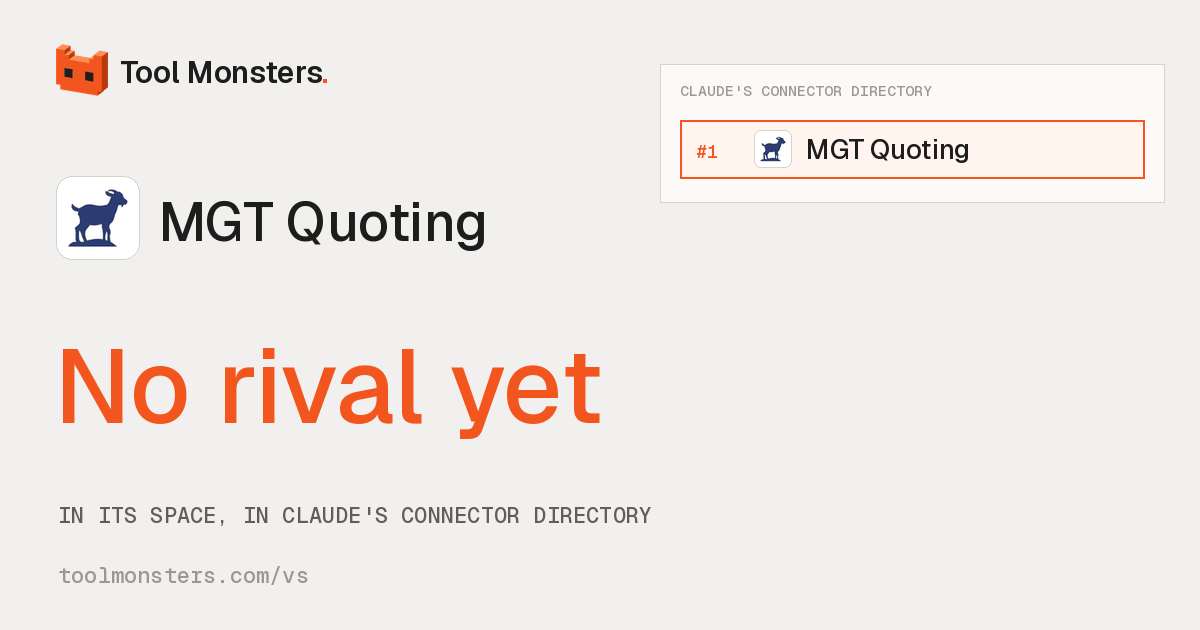 Tool Monsters.
MGT Quoting
No rival yet
IN ITS SPACE, IN CLAUDE'S CONNECTOR DIRECTORY
toolmonsters.com/vs
CLAUDE'S CONNECTOR DIRECTORY
#1 MGT Quoting